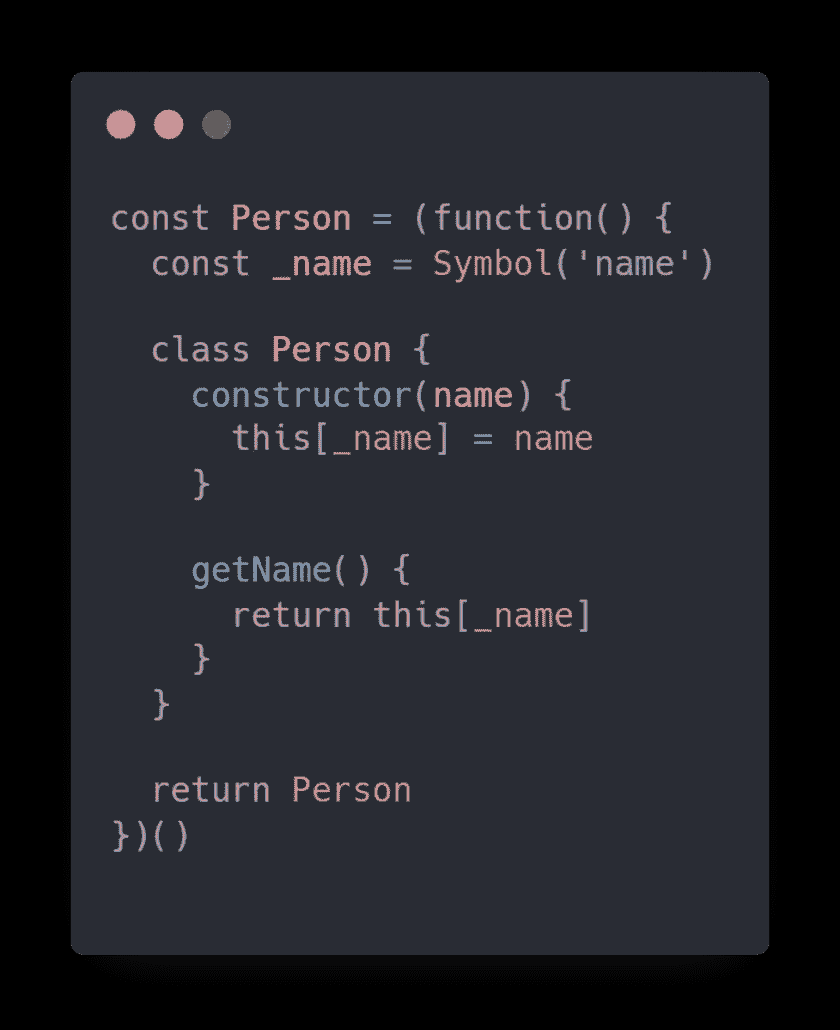 const Person = (function() {
  const _name = Symbol('name')

  class Person {
    constructor(name) {
      this[_name] = name
    }

    getName() {
      return this[_name]
    }
  }

  return Person
})()